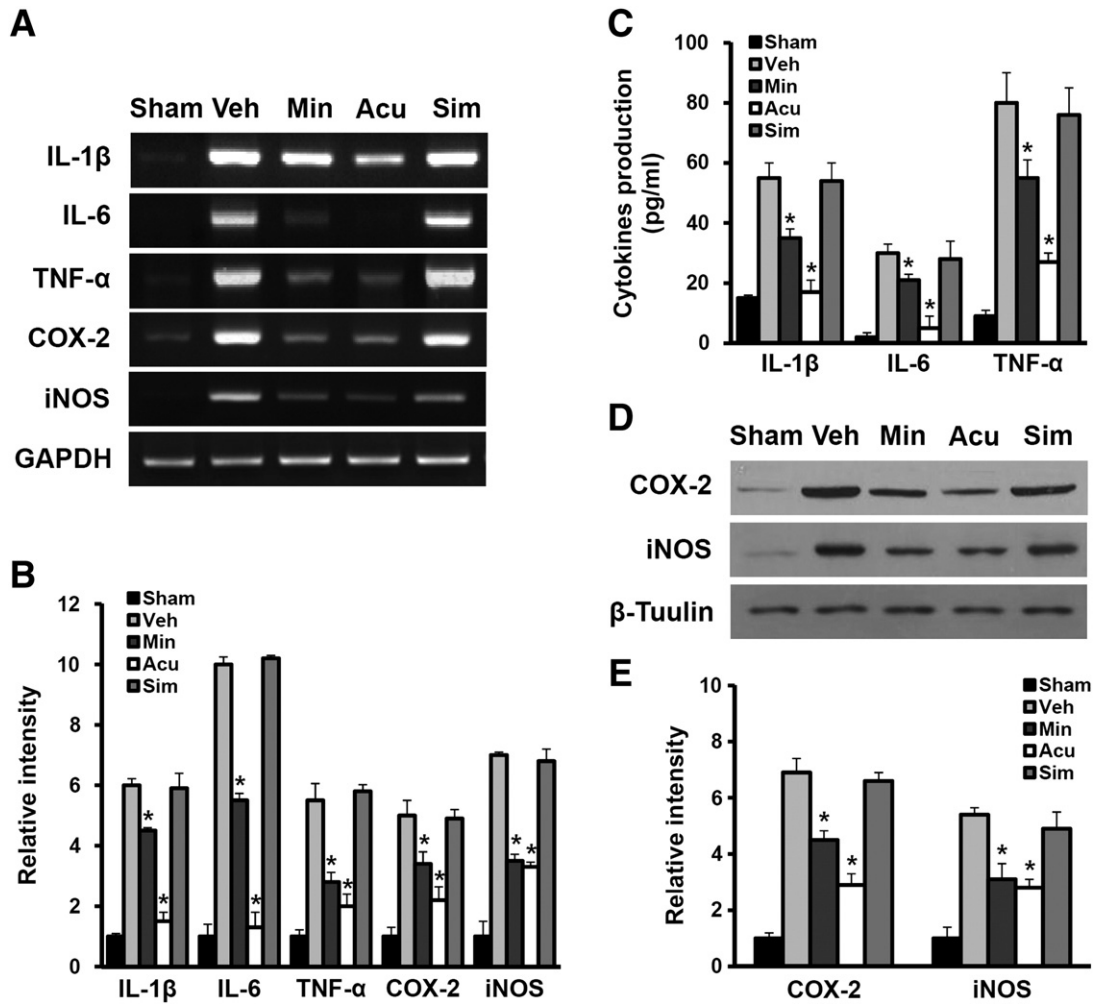 A
Sham Veh Min Acu Sim
IL-1β
IL-6
TNF-α
COX-2
iNOS
GAPDH
B
Relative intensity
12
10
8
6
4
2
0
Sham
Veh
Min
Acu
Sim
* * * * * * * * * *
IL-1β IL-6 TNF-α COX-2 iNOS
C
Cytokines production
(pg/ml)
100
80
60
40
20
0
Sham
Veh
Min
Acu
Sim
* * * * * *
IL-1β IL-6 TNF-α
D
Sham Veh Min Acu Sim
COX-2
iNOS
β-Tuulin
E
Relative intensity
10
8
6
4
2
0
Sham
Veh
Min
Acu
Sim
* * * *
COX-2 iNOS